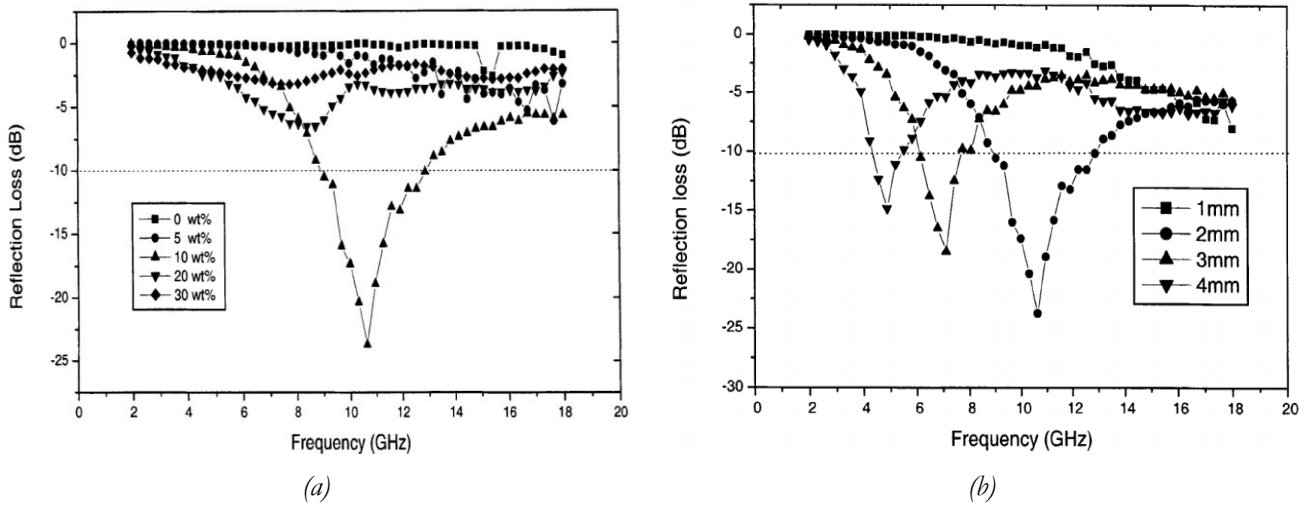 0
-5
-10
-15
-20
-25
Reflection Loss (dB)
0 wt%
5 wt%
10 wt%
20 wt%
30 wt%
0 2 4 6 8 10 12 14 16 18 20
Frequency (GHz)
(a)
0
-5
-10
-15
-20
-25
-30
Reflection loss (dB)
1mm
2mm
3mm
4mm
0 2 4 6 8 10 12 14 16 18 20
Frequency (GHz)
(b)